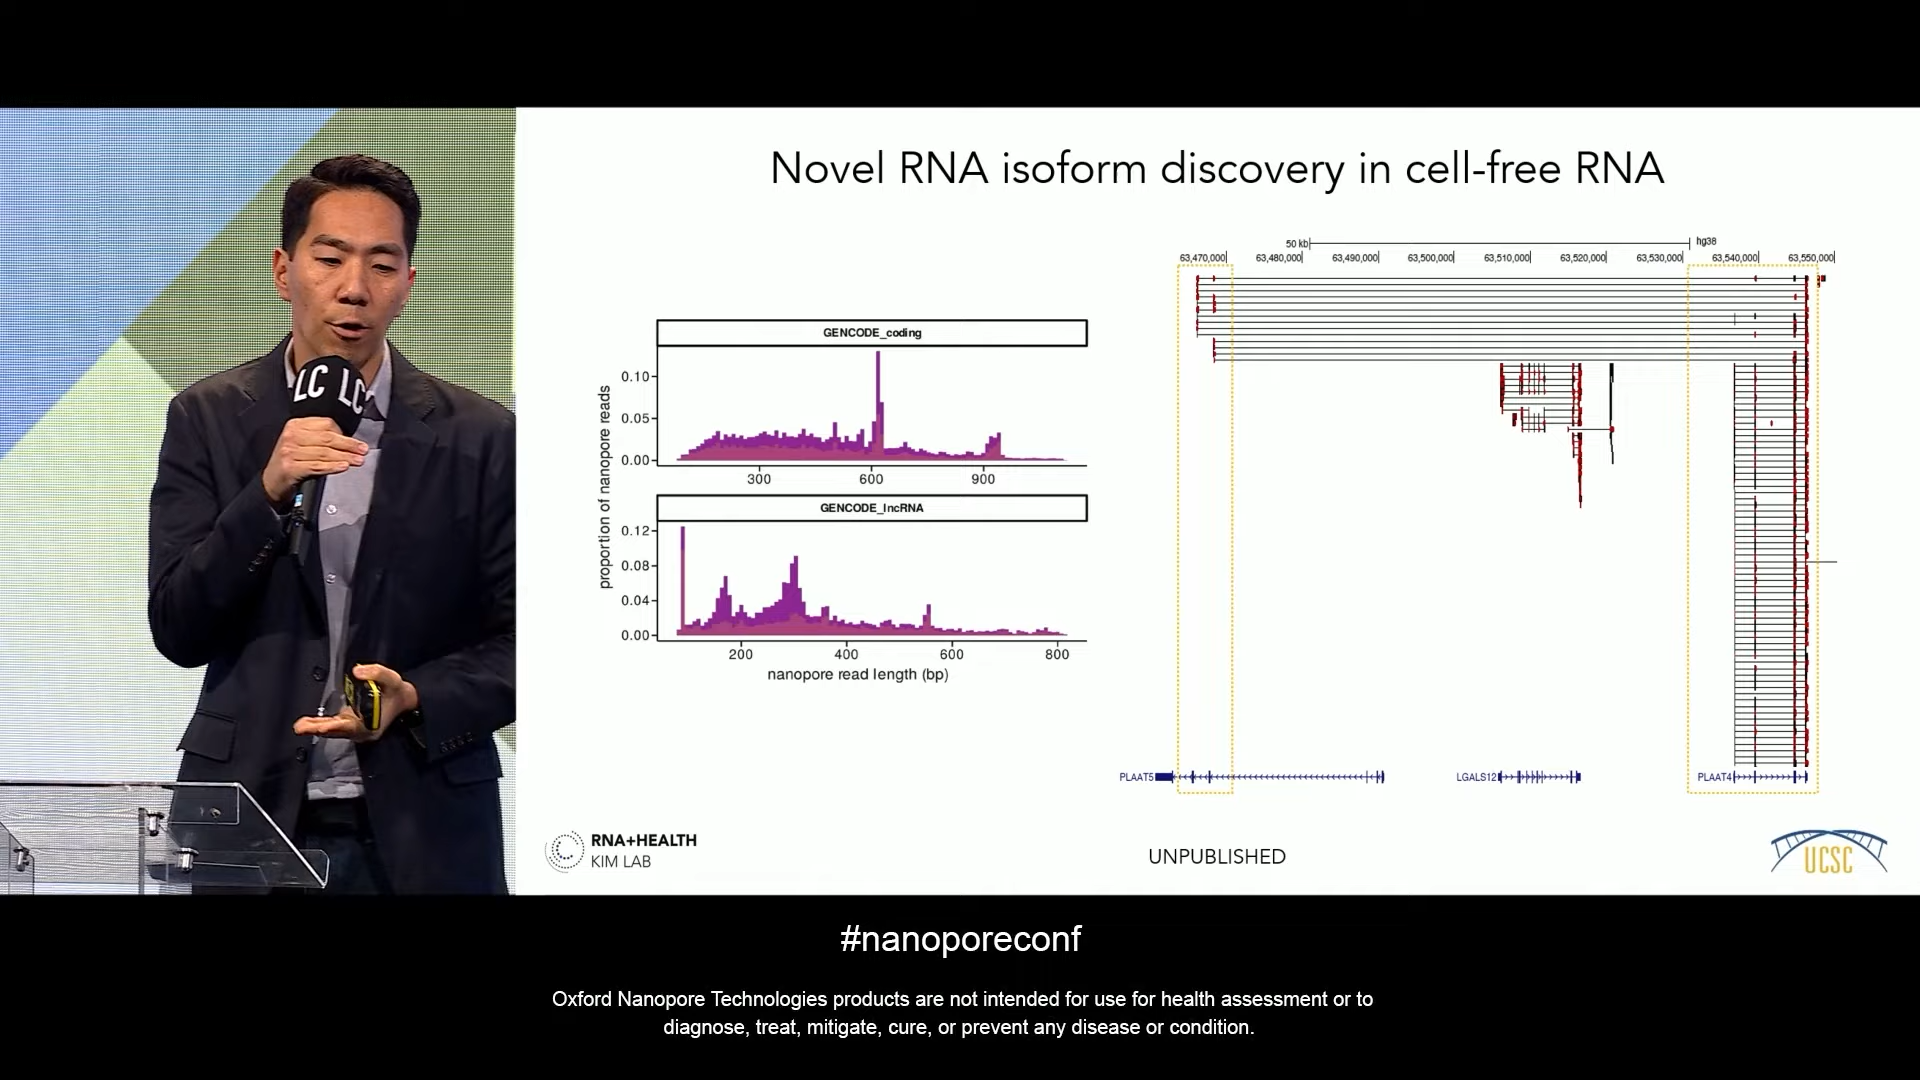 Novel RNA isoform discovery in cell-free RNA
LC LC
GENCODE_coding
0.10
0.05
0.00
300 600 900
GENCODE_lncRNA
0.12
0.08
0.04
0.00
200 400 600 800
nanopore read length (bp)
proportion of nanopore reads
50 kb hg38
63,470,000 63,480,000 63,490,000 63,500,000 63,510,000 63,520,000 63,530,000 63,540,000 63,550,000
PLAAT5 LGALS12 PLAAT4
RNA+HEALTH
KIM LAB
UNPUBLISHED
UCSC
#nanoporeconf
Oxford Nanopore Technologies products are not intended for use for health assessment or to
diagnose, treat, mitigate, cure, or prevent any disease or condition.